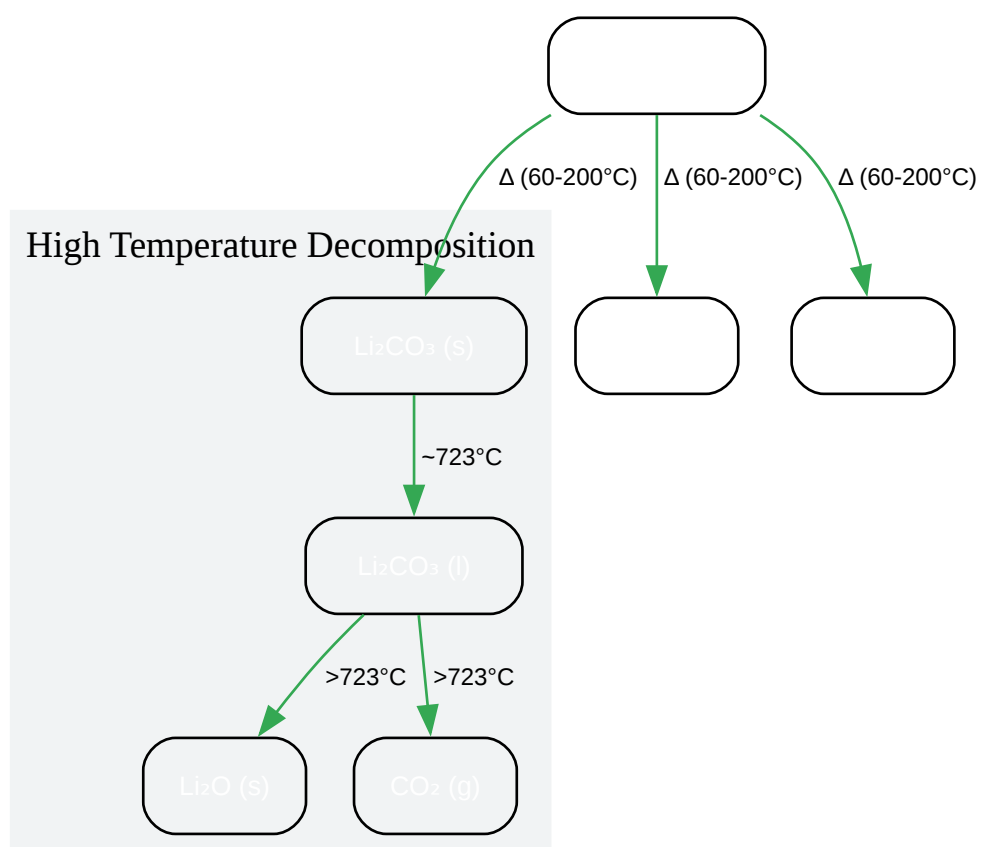 Δ (60-200°C)
Δ (60-200°C)
Δ (60-200°C)
High Temperature Decomposition
Li₂CO₃ (s)
~723°C
Li₂CO₃ (l)
>723°C
>723°C
Li₂O (s)
CO₂ (g)